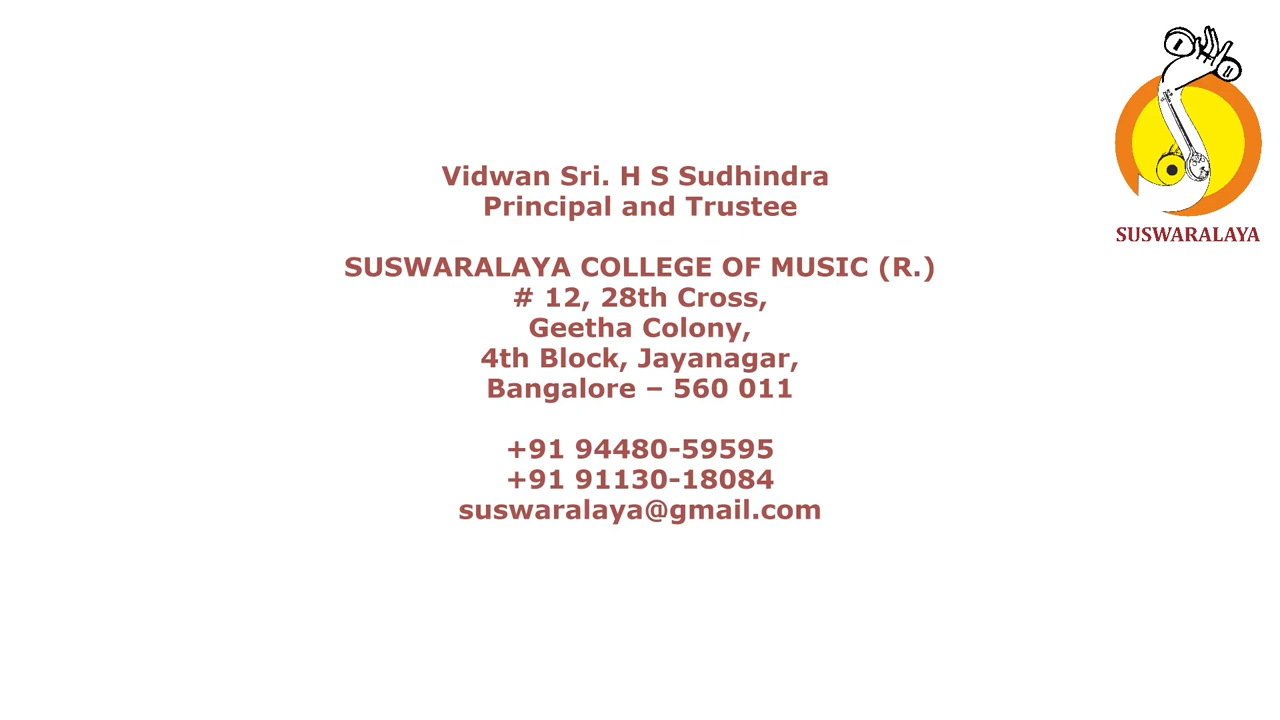 Vidwan Sri. H S Sudhindra
Principal and Trustee
SUSWARALAYA COLLEGE OF MUSIC (R.)
# 12, 28th Cross,
Geetha Colony,
4th Block, Jayanagar,
Bangalore – 560 011
+91 94480-59595
+91 91130-18084
suswaralaya@gmail.com
SUSWARALAYA